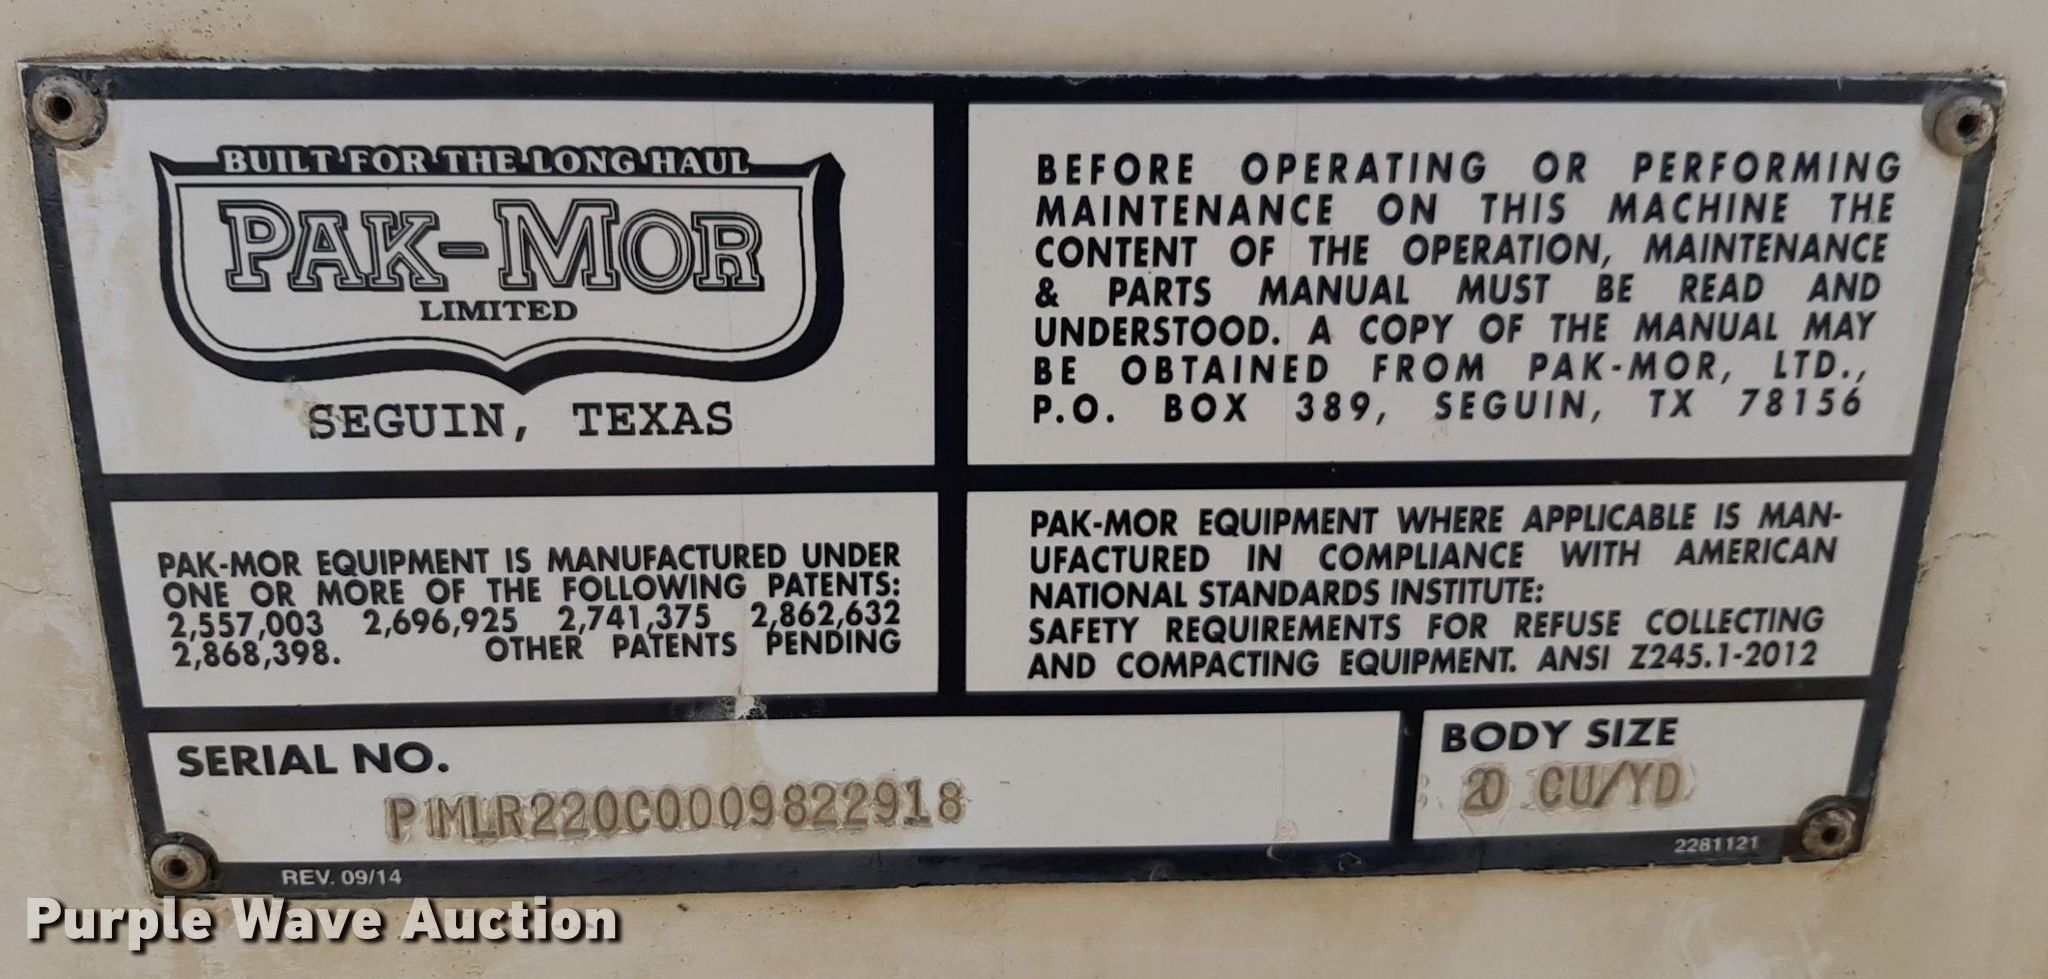 BUILT FOR THE LONG HAUL
PAK-MOR
LIMITED
SEGUIN, TEXAS
BEFORE OPERATING OR PERFORMING
MAINTENANCE ON THIS MACHINE THE
CONTENT OF THE OPERATION, MAINTENANCE
& PARTS MANUAL MUST BE READ AND
UNDERSTOOD. A COPY OF THE MANUAL MAY
BE OBTAINED FROM PAK-MOR, LTD.,
P.O. BOX 389, SEGUIN, TX 78156
PAK-MOR EQUIPMENT IS MANUFACTURED UNDER
ONE OR MORE OF THE FOLLOWING PATENTS:
2,557,003 2,696,925 2,741,375 2,862,632
2,868,398. OTHER PATENTS PENDING
PAK-MOR EQUIPMENT WHERE APPLICABLE IS MAN-
UFACTURED IN COMPLIANCE WITH AMERICAN
NATIONAL STANDARDS INSTITUTE:
SAFETY REQUIREMENTS FOR REFUSE COLLECTING
AND COMPACTING EQUIPMENT. ANSI Z245.1-2012
SERIAL NO.
PMLR220C0009822918
BODY SIZE
20 CU/YD
2281121
REV. 09/14
Purple Wave Auction